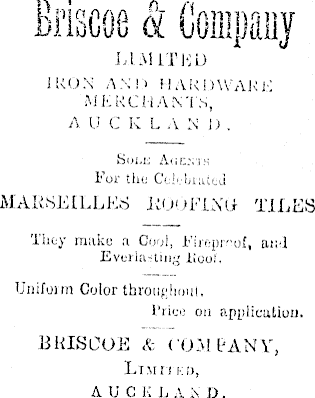 Briscoe & Company
LIMITED
IRON AND HARDWARE
MERCHANTS,
AUCKLAND.
SOLE AGENTS
For the Celebrated
MARSEILLES ROOFING TILES
They make a Cool, Fireproof, and
Everlasting Roof.
Uniform Color throughout.
Price on application.
BRISCOE & COMPANY,
LIMITED,
AUCKLAND.